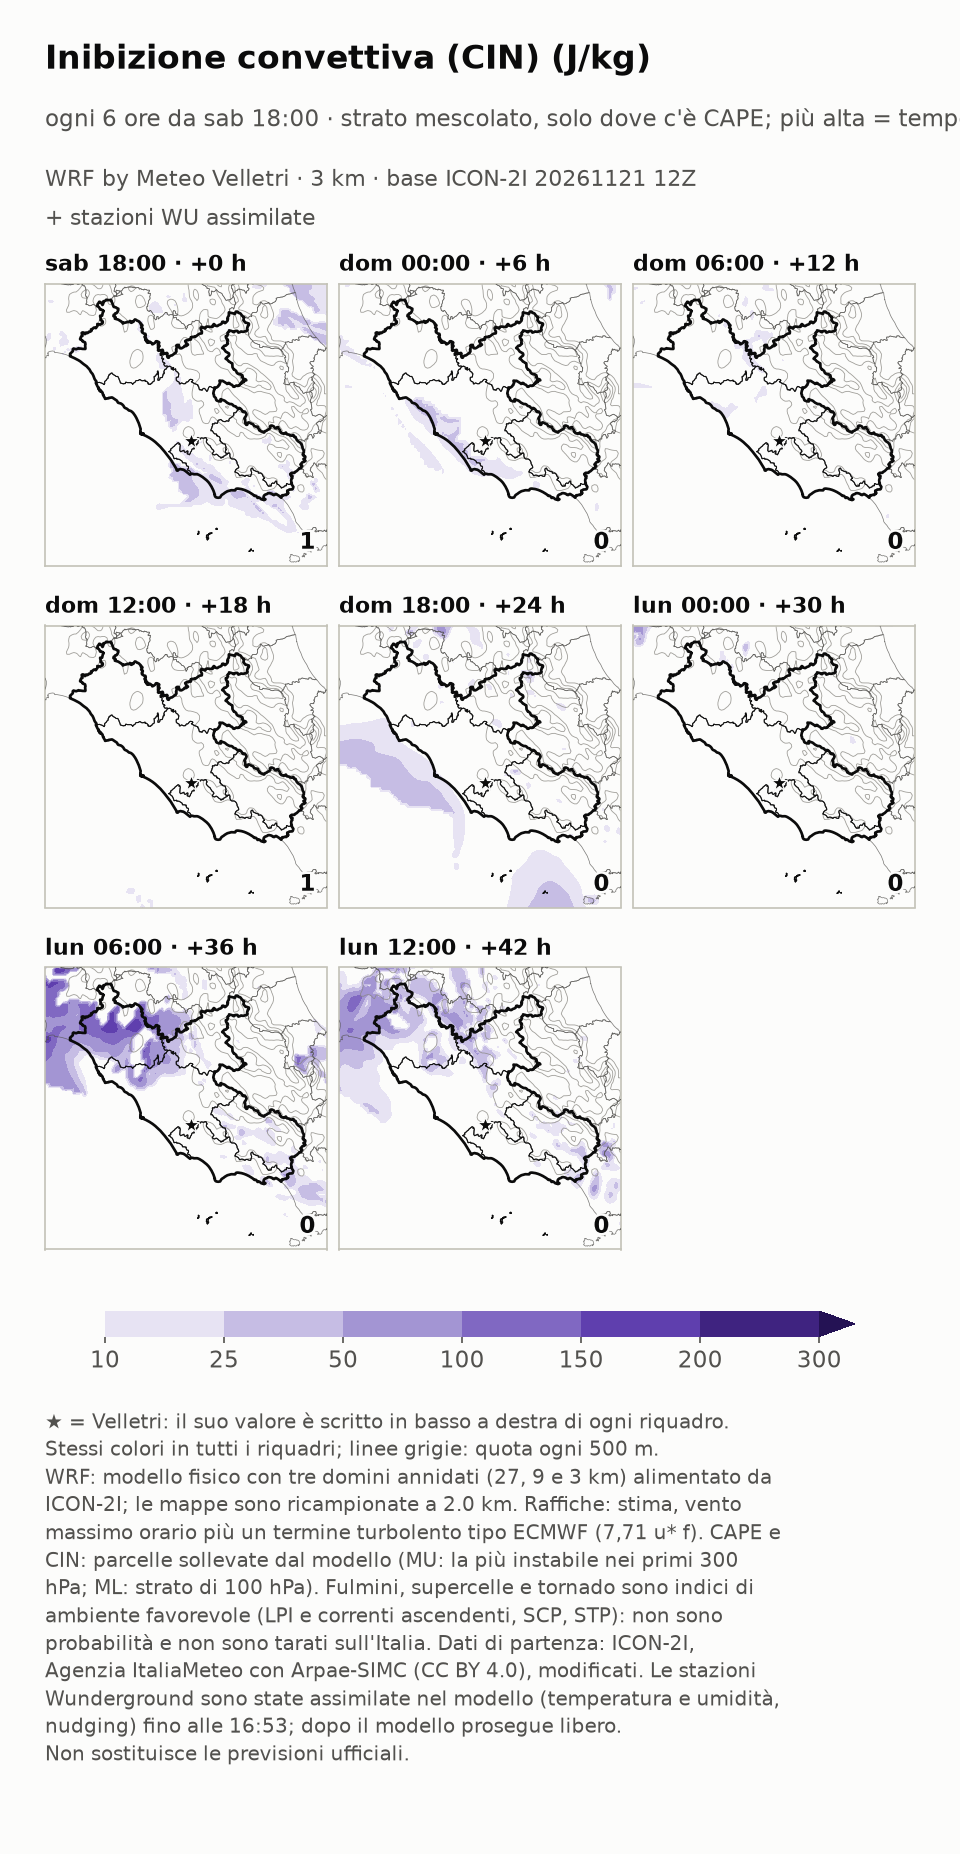 Inibizione convettiva (CIN) (J/kg)
ogni 6 ore da sab 18:00 · strato mescolato, solo dove c'è CAPE; più alta = temp
WRF by Meteo Velletri · 3 km · base ICON-2I 20261121 12Z
+ stazioni WU assimilate
sab 18:00 · +0 h
dom 00:00 · +6 h
dom 06:00 · +12 h
1
0
0
dom 12:00 · +18 h
dom 18:00 · +24 h
lun 00:00 · +30 h
1
0
0
lun 06:00 · +36 h
lun 12:00 · +42 h
0
0
10 25 50 100 150 200 300
★ = Velletri: il suo valore è scritto in basso a destra di ogni riquadro.
Stessi colori in tutti i riquadri; linee grigie: quota ogni 500 m.
WRF: modello fisico con tre domini annidati (27, 9 e 3 km) alimentato da
ICON-2I; le mappe sono ricampionate a 2.0 km. Raffiche: stima, vento
massimo orario più un termine turbolento tipo ECMWF (7,71 u* f). CAPE e
CIN: parcelle sollevate dal modello (MU: la più instabile nei primi 300
hPa; ML: strato di 100 hPa). Fulmini, supercelle e tornado sono indici di
ambiente favorevole (LPI e correnti ascendenti, SCP, STP): non sono
probabilità e non sono tarati sull'Italia. Dati di partenza: ICON-2I,
Agenzia ItaliaMeteo con Arpae-SIMC (CC BY 4.0), modificati. Le stazioni
Wunderground sono state assimilate nel modello (temperatura e umidità,
nudging) fino alle 16:53; dopo il modello prosegue libero.
Non sostituisce le previsioni ufficiali.